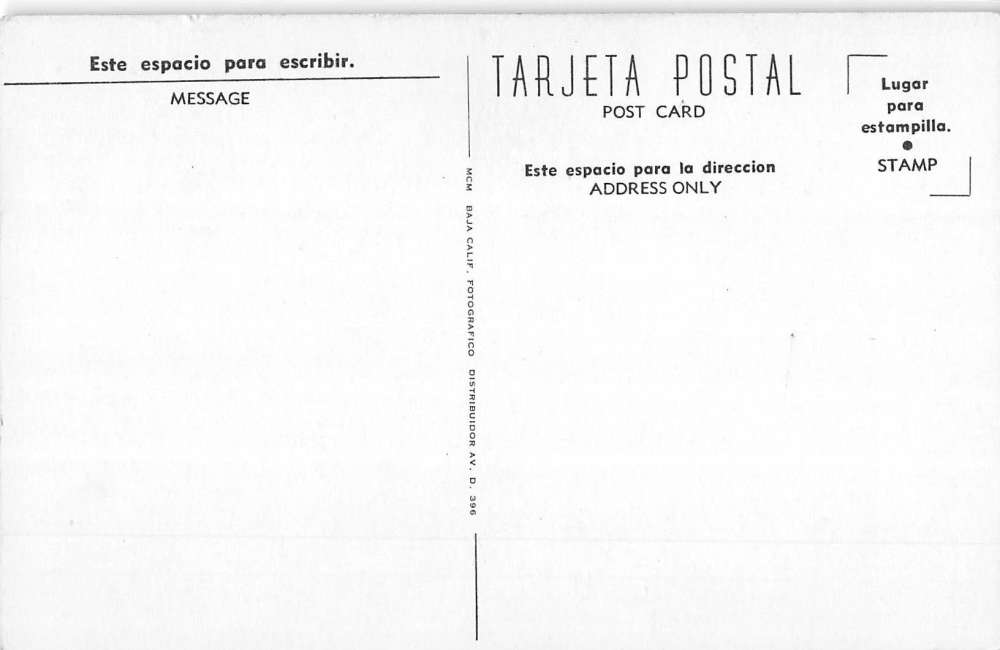 Este espacio para escribir.
MESSAGE
TARJETA POSTAL
POST CARD
Este espacio para la direccion
ADDRESS ONLY
Lugar
para
estampilla.
●
STAMP
MCM BAJA CALIF. FOTOGRAFICO DISTRIBUIDOR AV. D. 396